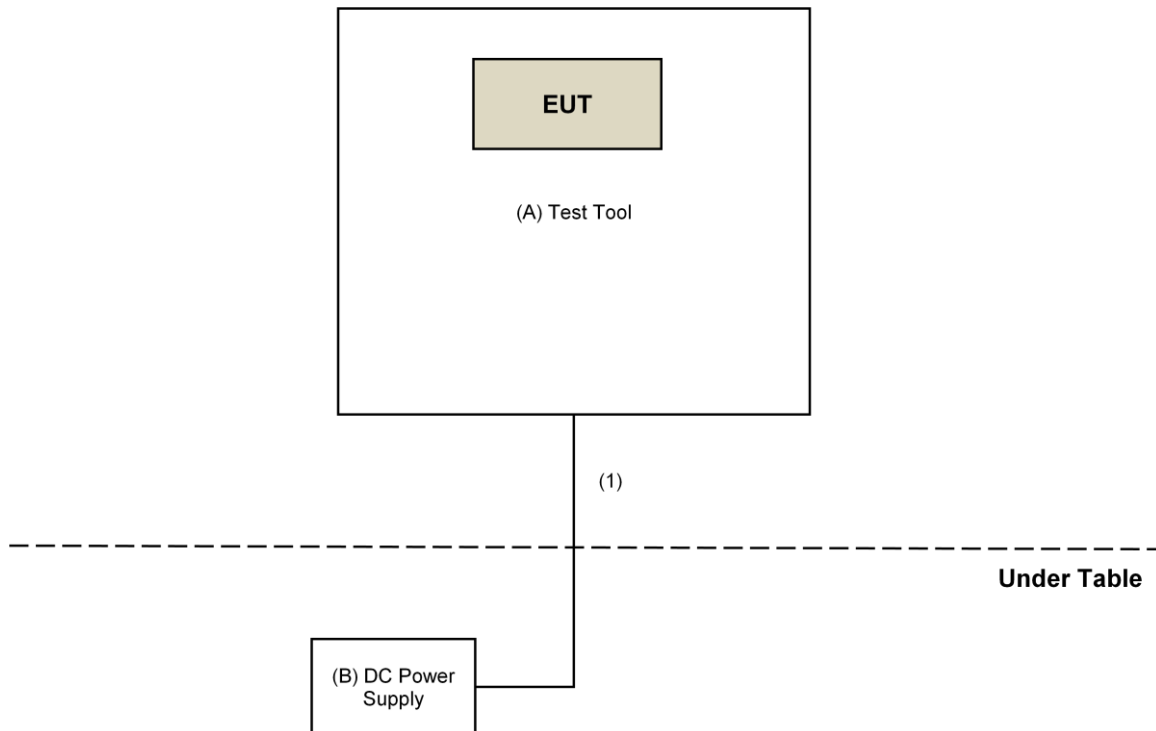 EUT
(A) Test Tool
(1)
Under Table
(B) DC Power
Supply